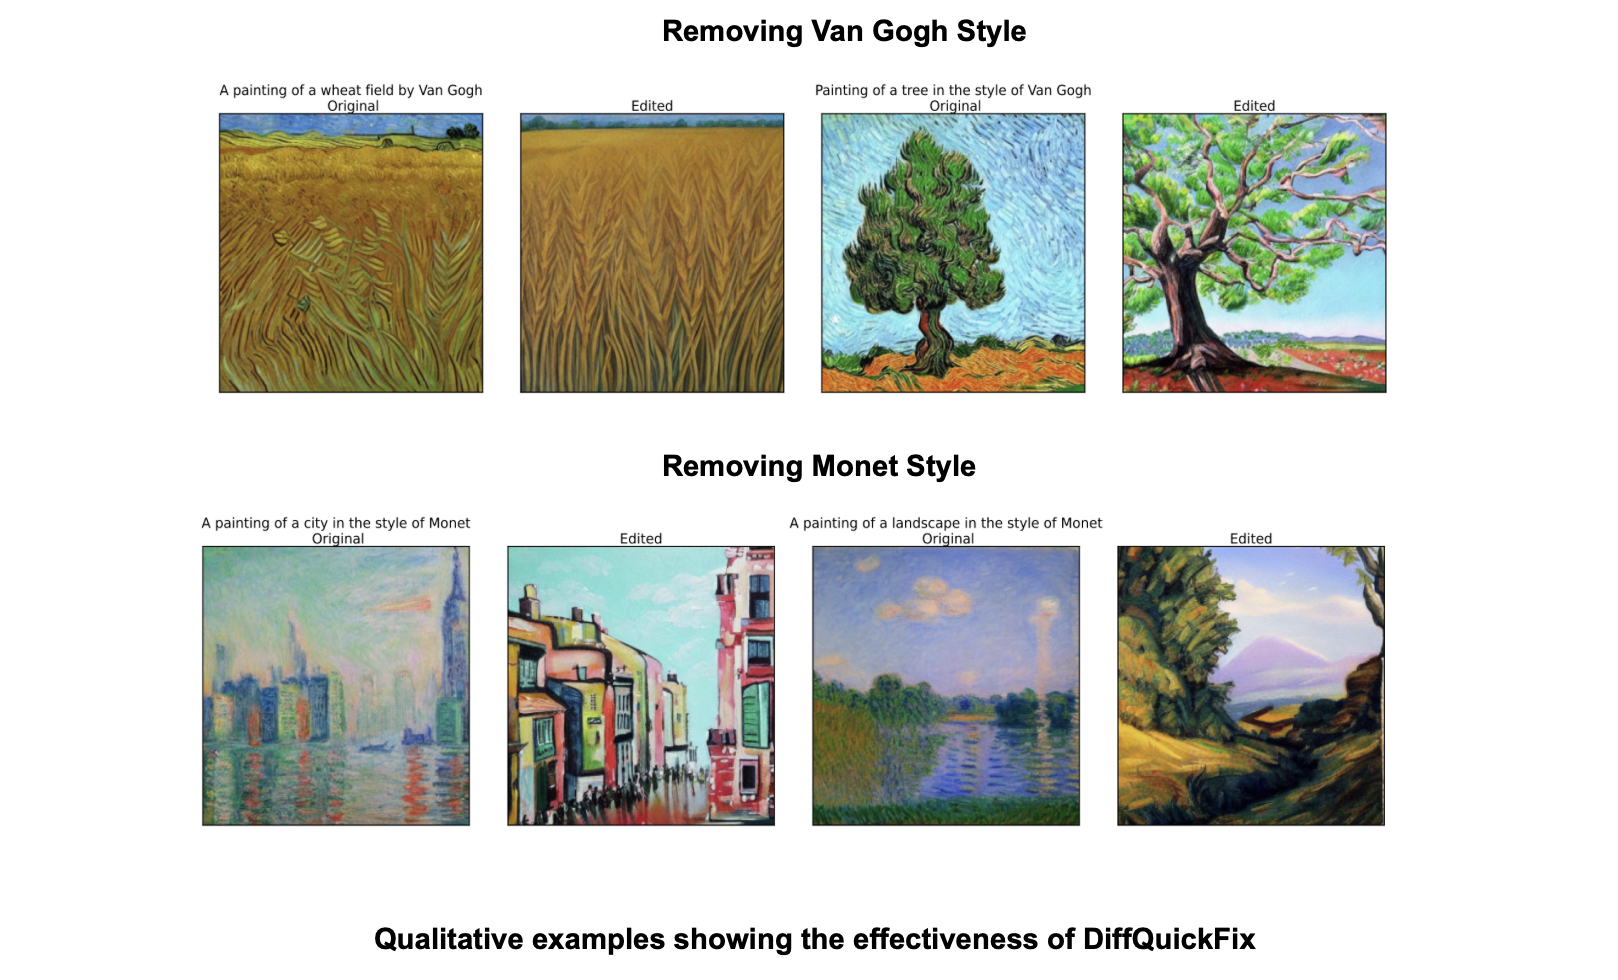 Removing Van Gogh Style
A painting of a wheat field by Van Gogh
Original
Edited
Painting of a tree in the style of Van Gogh
Original
Edited
Removing Monet Style
A painting of a city in the style of Monet
Original
Edited
A painting of a landscape in the style of Monet
Original
Edited
Qualitative examples showing the effectiveness of DiffQuickFix